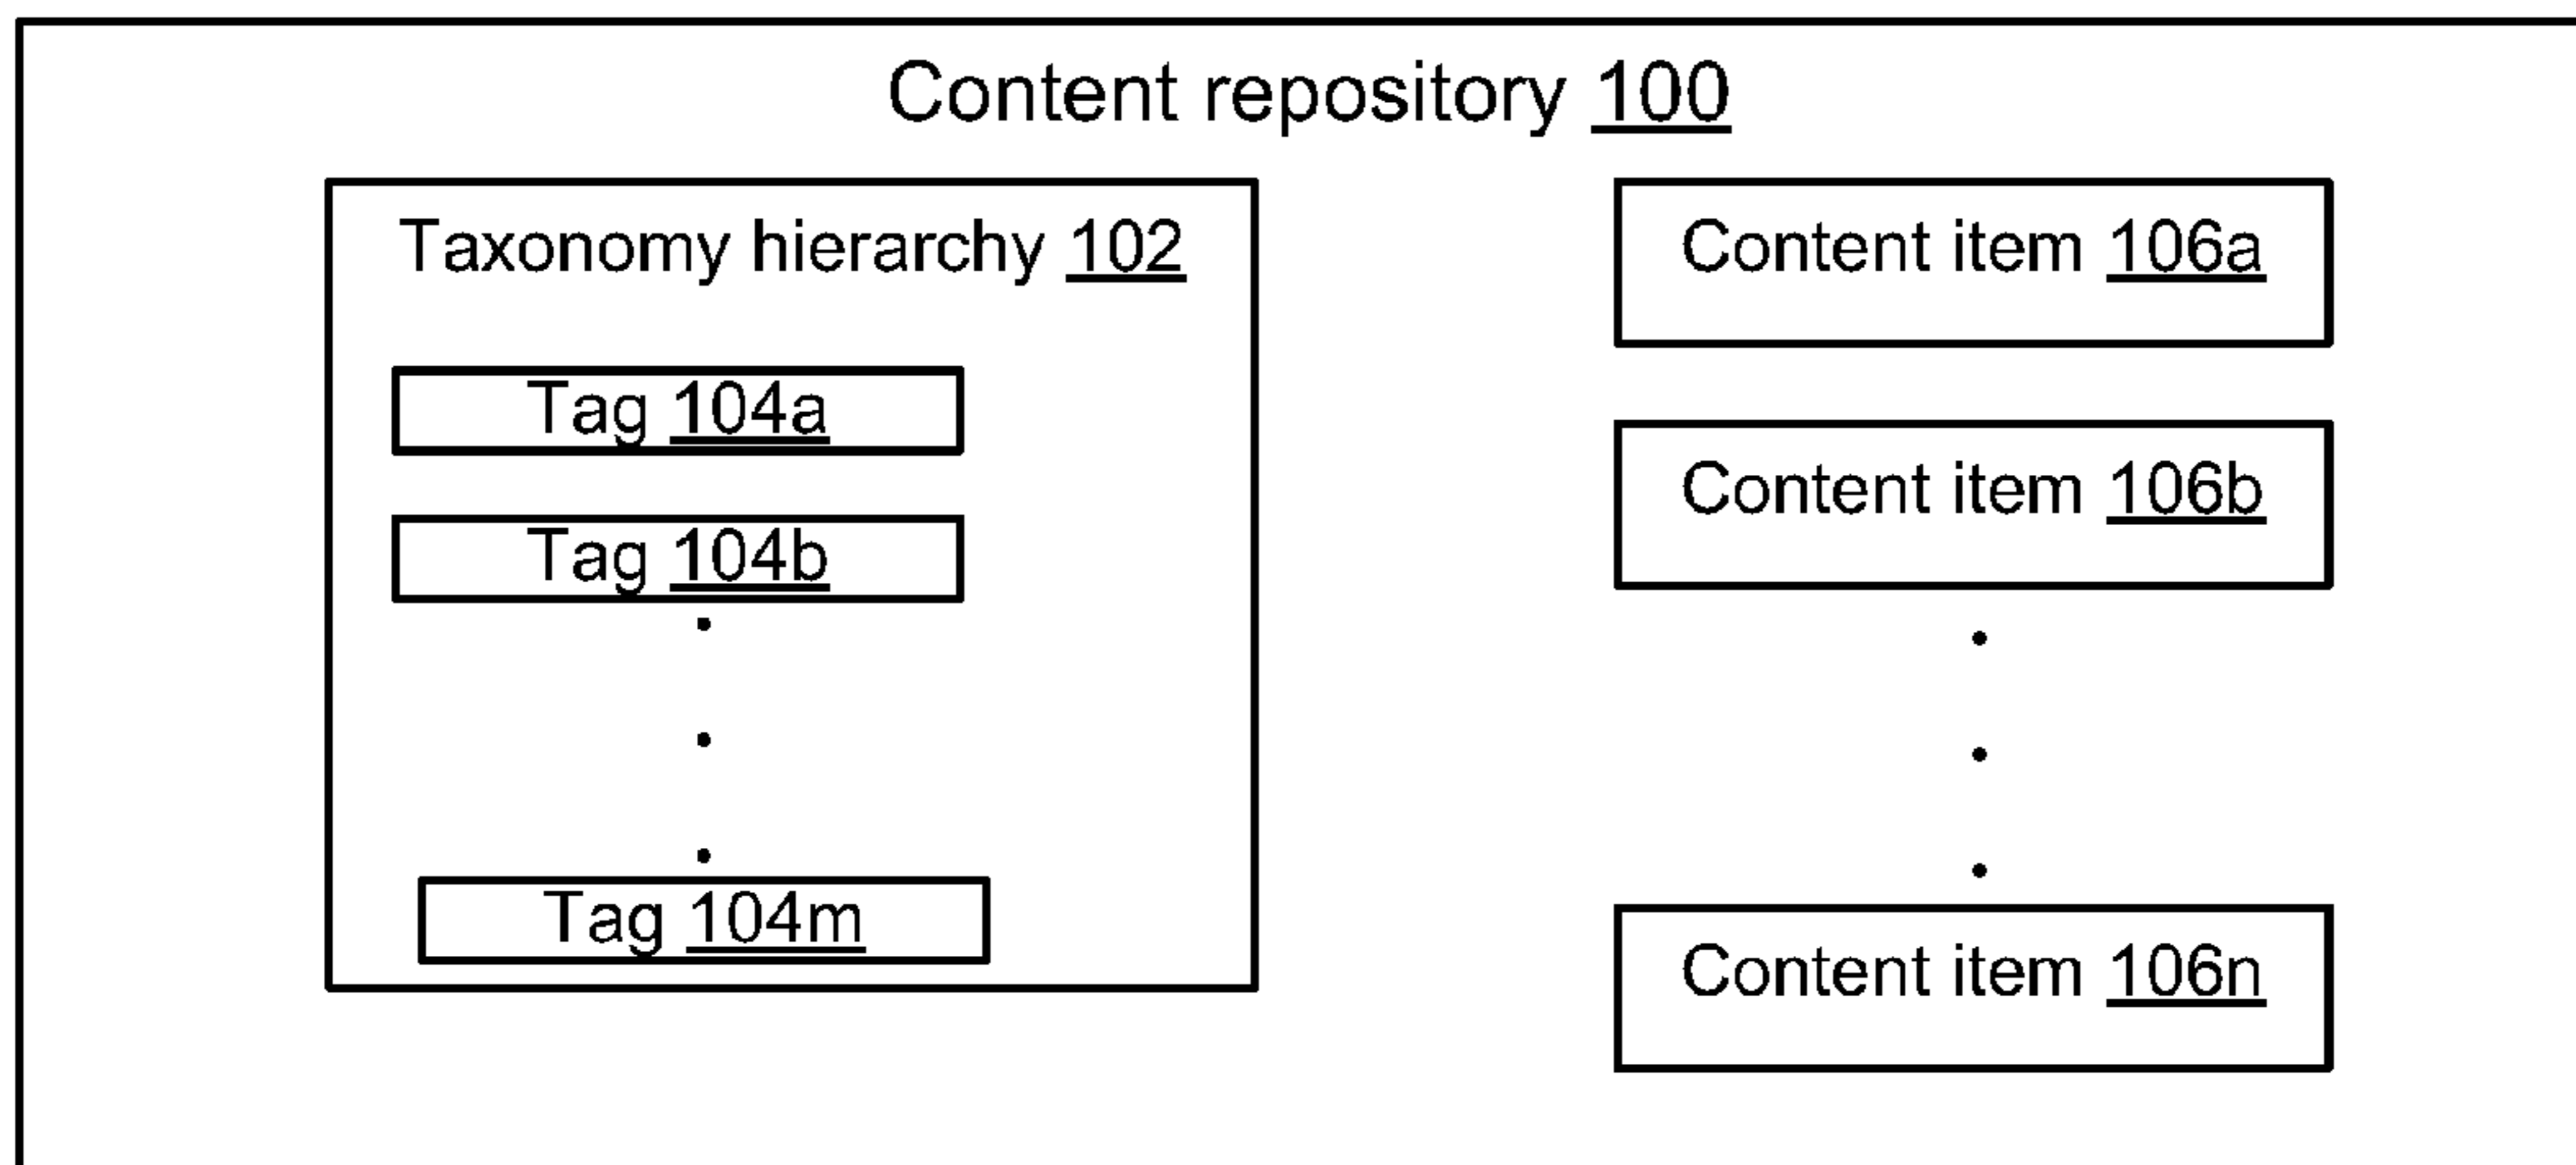 Content repository 100
Taxonomy hierarchy 102
Tag 104a
Tag 104b
Tag 104m
Content item 106a
Content item 106b
Content item 106n